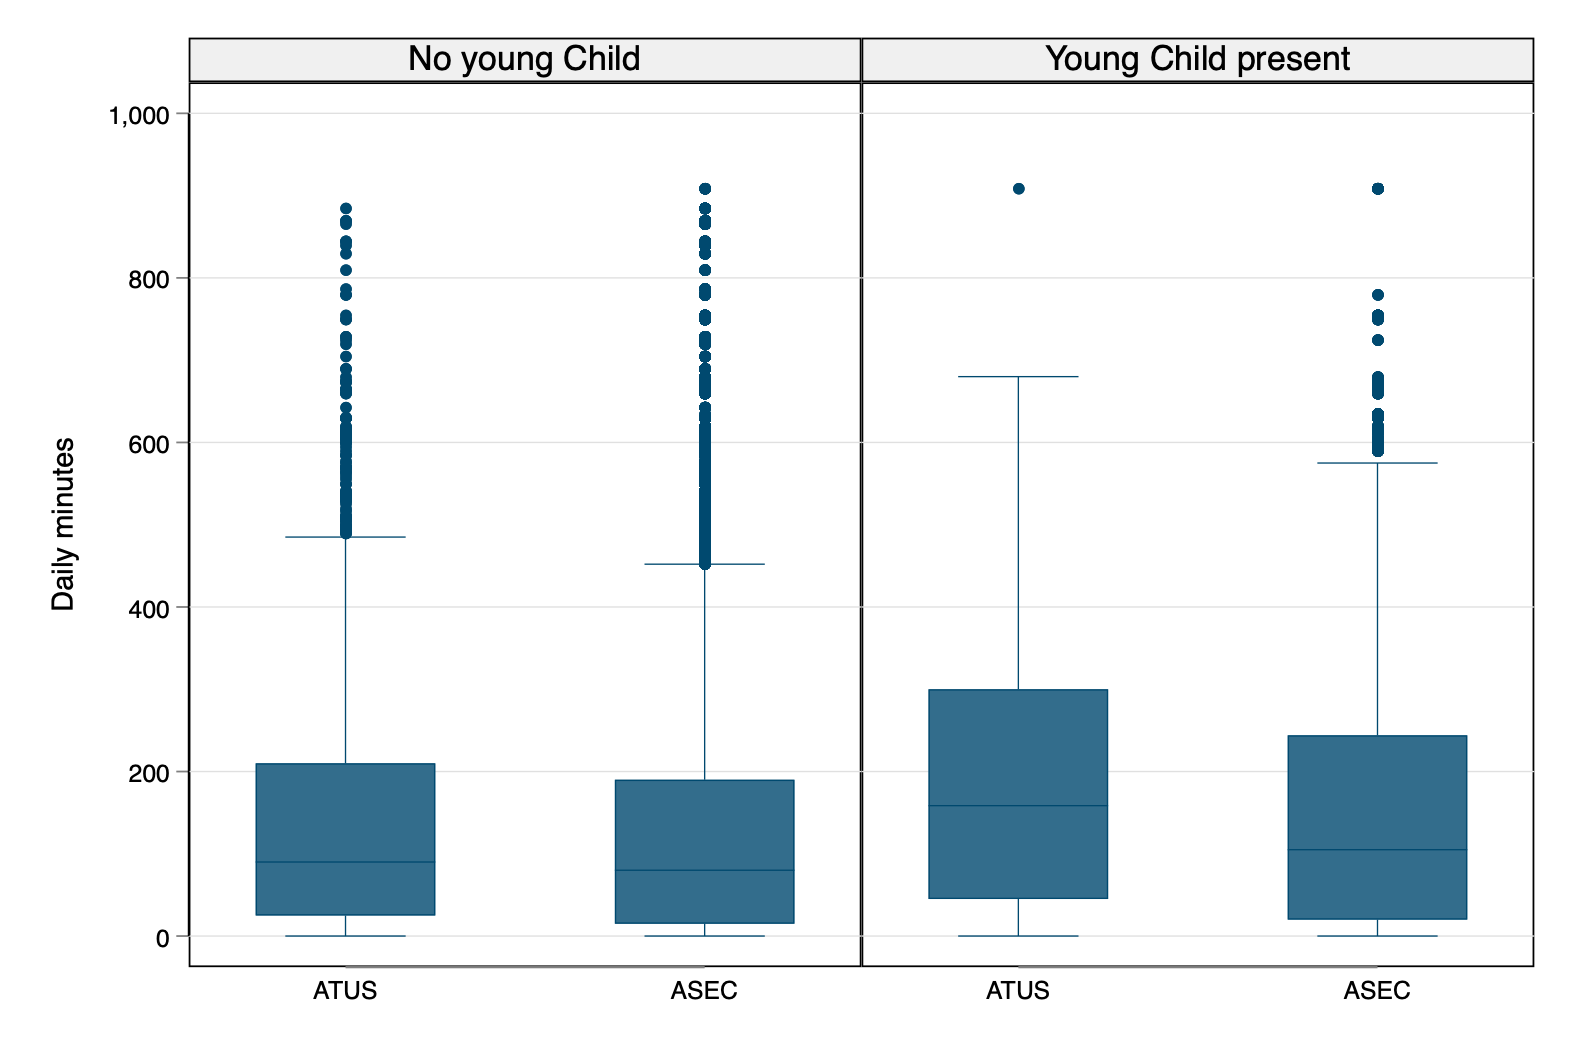 No young Child
Young Child present
1,000
800
600
400
200
0
Daily minutes
ATUS
ASEC
ATUS
ASEC